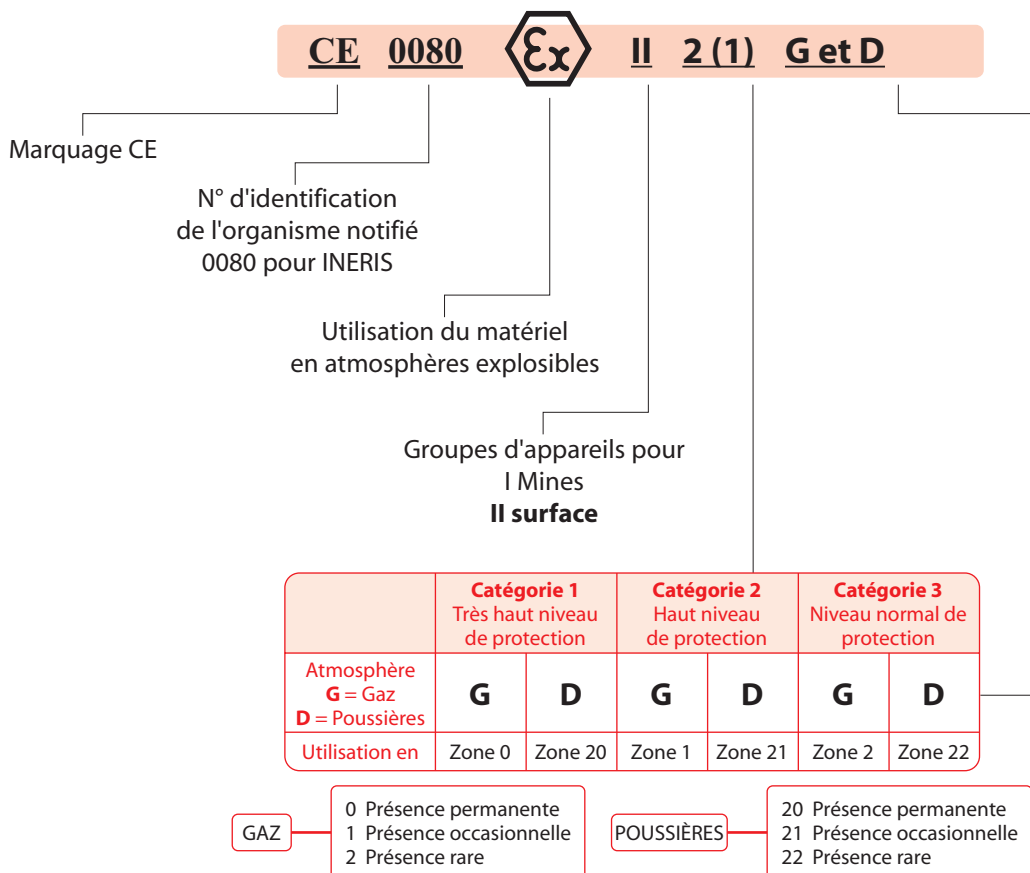 CE 0080 Ex II 2 (1) G et D
Marquage CE
N° d'identification
de l'organisme notifié
0080 pour INERIS
Utilisation du matériel
en atmosphères explosibles
Groupes d'appareils pour
I Mines
II surface
Catégorie 1 Catégorie 2 Catégorie 3
Très haut niveau Haut niveau Niveau normal de
de protection de protection protection
Atmosphère
G = Gaz
D = Poussières
G D G D G D
Utilisation en Zone 0 Zone 20 Zone 1 Zone 21 Zone 2 Zone 22
GAZ
0 Présence permanente
1 Présence occasionnelle
2 Présence rare
POUSSIÈRES
20 Présence permanente
21 Présence occasionnelle
22 Présence rare